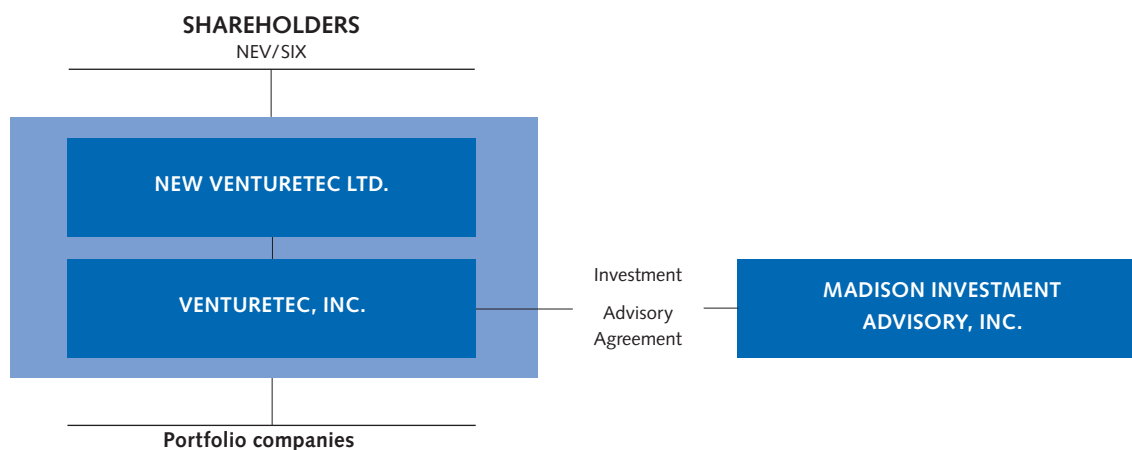 SHAREHOLDERS
NEV/SIX
NEW VENTURETEC LTD.
VENTURETEC, INC.
Investment
Advisory
Agreement
MADISON INVESTMENT
ADVISORY, INC.
Portfolio companies